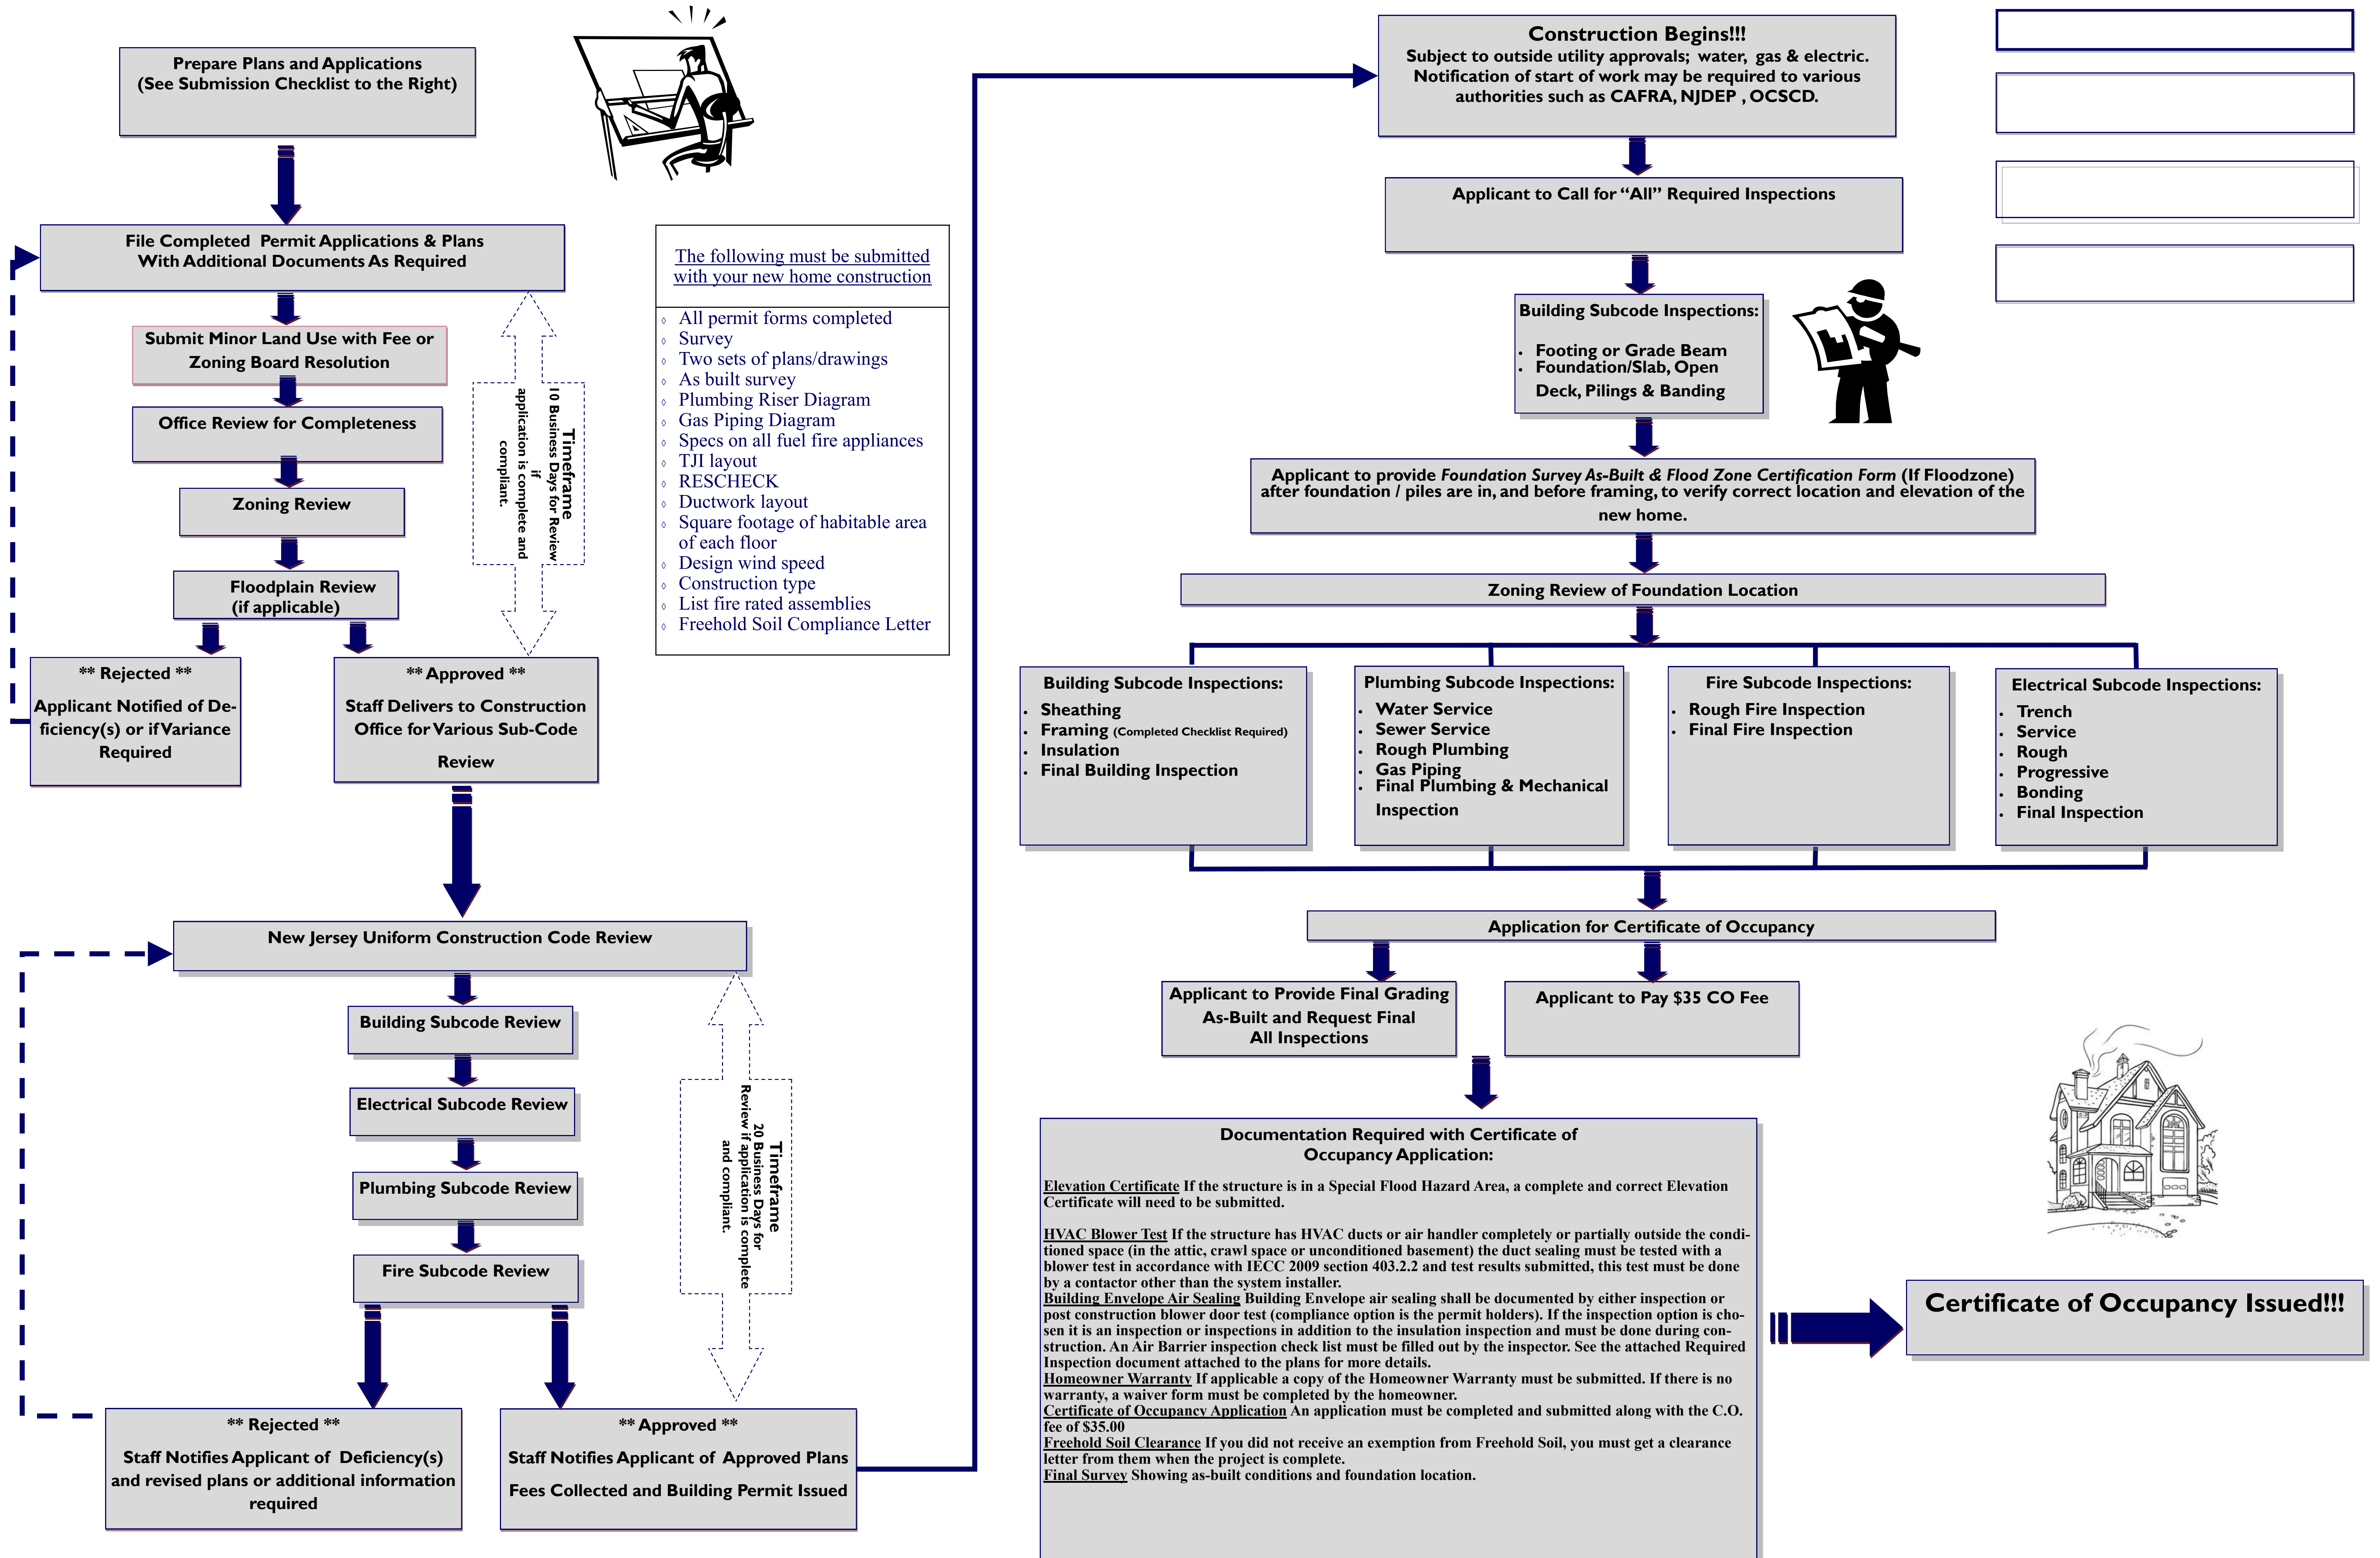 Prepare Plans and Applications
(See Submission Checklist to the Right)
File Completed Permit Applications & Plans
With Additional Documents As Required
Submit Minor Land Use with Fee or
Zoning Board Resolution
Office Review for Completeness
Zoning Review
Floodplain Review
(if applicable)
Timeframe
10 Business Days for Review
if
application is complete and
compliant.
** Rejected **
Applicant Notified of De-
ficiency(s) or if Variance
Required
** Approved **
Staff Delivers to Construction
Office for Various Sub-Code
Review
The following must be submitted
with your new home construction
◊ All permit forms completed
◊ Survey
◊ Two sets of plans/drawings
◊ As built survey
◊ Plumbing Riser Diagram
◊ Gas Piping Diagram
◊ Specs on all fuel fire appliances
◊ TJI layout
◊ RESCHECK
◊ Ductwork layout
◊ Square footage of habitable area
of each floor
◊ Design wind speed
◊ Construction type
◊ List fire rated assemblies
◊ Freehold Soil Compliance Letter
New Jersey Uniform Construction Code Review
Building Subcode Review
Electrical Subcode Review
Plumbing Subcode Review
Fire Subcode Review
Timeframe
20 Business Days for
Review if application is complete
and compliant.
** Rejected **
Staff Notifies Applicant of Deficiency(s)
and revised plans or additional information
required
** Approved **
Staff Notifies Applicant of Approved Plans
Fees Collected and Building Permit Issued
Construction Begins!!!
Subject to outside utility approvals; water, gas & electric.
Notification of start of work may be required to various
authorities such as CAFRA, NJDEP , OCSCD.
Applicant to Call for “All” Required Inspections
Building Subcode Inspections:
• Footing or Grade Beam
• Foundation/Slab, Open
Deck, Pilings & Banding
Applicant to provide Foundation Survey As-Built & Flood Zone Certification Form (If Floodzone)
after foundation / piles are in, and before framing, to verify correct location and elevation of the
new home.
Zoning Review of Foundation Location
Building Subcode Inspections:
• Sheathing
• Framing (Completed Checklist Required)
• Insulation
• Final Building Inspection
Plumbing Subcode Inspections:
• Water Service
• Sewer Service
• Rough Plumbing
• Gas Piping
• Final Plumbing & Mechanical
Inspection
Fire Subcode Inspections:
• Rough Fire Inspection
• Final Fire Inspection
Electrical Subcode Inspections:
• Trench
• Service
• Rough
• Progressive
• Bonding
• Final Inspection
Application for Certificate of Occupancy
Applicant to Provide Final Grading
As-Built and Request Final
All Inspections
Applicant to Pay $35 CO Fee
Documentation Required with Certificate of
Occupancy Application:
Elevation Certificate If the structure is in a Special Flood Hazard Area, a complete and correct Elevation
Certificate will need to be submitted.
HVAC Blower Test If the structure has HVAC ducts or air handler completely or partially outside the condi-
tioned space (in the attic, crawl space or unconditioned basement) the duct sealing must be tested with a
blower test in accordance with IECC 2009 section 403.2.2 and test results submitted, this test must be done
by a contactor other than the system installer.
Building Envelope Air Sealing Building Envelope air sealing shall be documented by either inspection or
post construction blower door test (compliance option is the permit holders). If the inspection option is cho-
sen it is an inspection or inspections in addition to the insulation inspection and must be done during con-
struction. An Air Barrier inspection check list must be filled out by the inspector. See the attached Required
Inspection document attached to the plans for more details.
Homeowner Warranty If applicable a copy of the Homeowner Warranty must be submitted. If there is no
warranty, a waiver form must be completed by the homeowner.
Certificate of Occupancy Application An application must be completed and submitted along with the C.O.
fee of $35.00
Freehold Soil Clearance If you did not receive an exemption from Freehold Soil, you must get a clearance
letter from them when the project is complete.
Final Survey Showing as-built conditions and foundation location.
Certificate of Occupancy Issued!!!